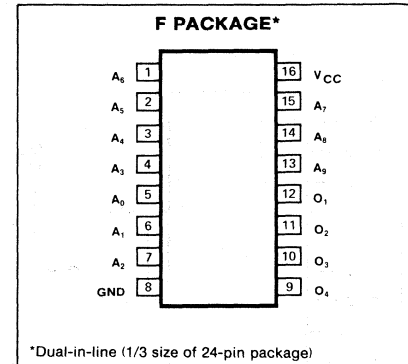 F PACKAGE*
A₆ 1 16 VCC
A₅ 2 15 A₇
A₄ 3 14 A₈
A₃ 4 13 A₉
A₀ 5 12 O₁
A₁ 6 11 O₂
A₂ 7 10 O₃
GND 8 9 O₄
*Dual-in-line (1/3 size of 24-pin package)